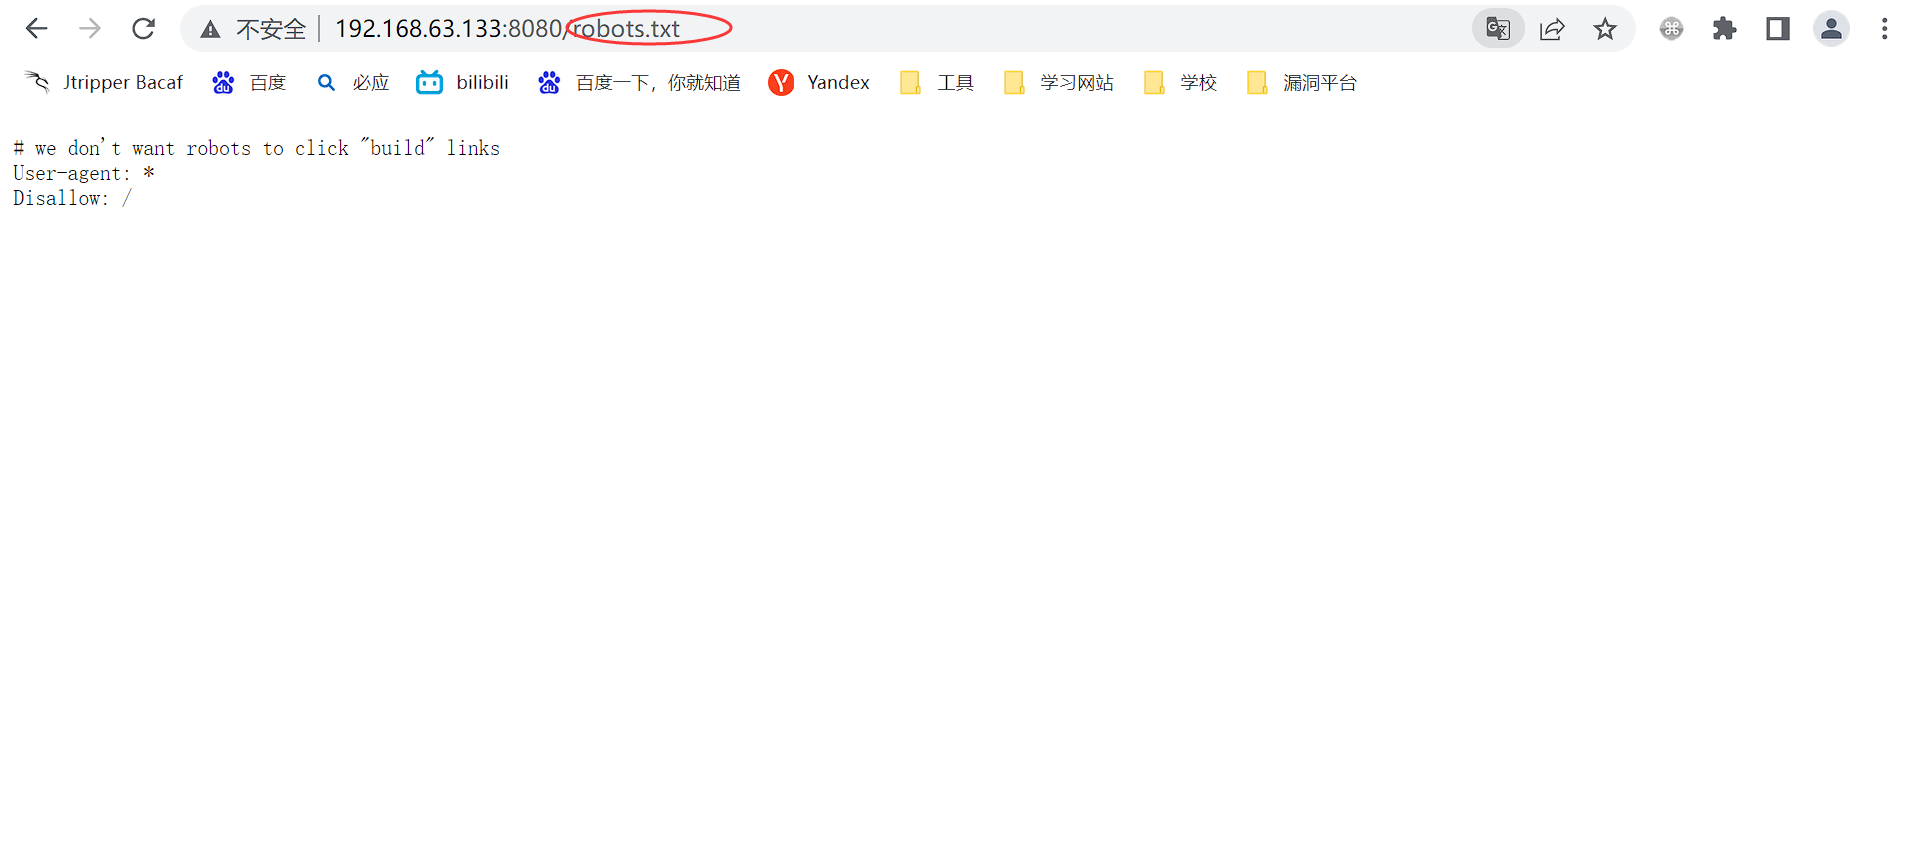 不安全 192.168.63.133:8080/robots.txt
Jtripper Bacaf 百度 必应 bilibili 百度一下，你就知道 Yandex 工具 学习网站 学校 漏洞平台
# we don't want robots to click "build" links
User-agent: *
Disallow: /